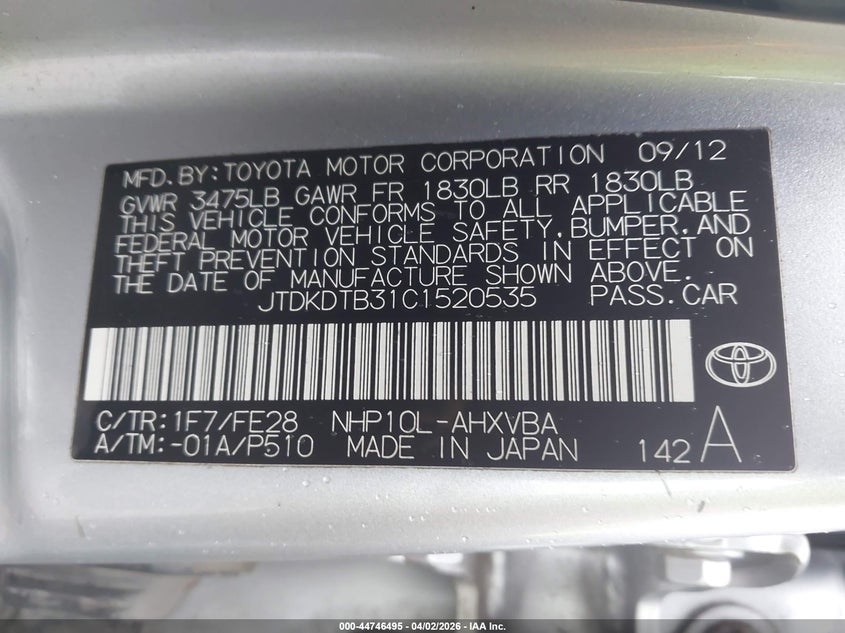 MFD.BY:TOYOTA MOTOR CORPORATION 09/12
GVWR 3475LB GAWR FR 1830LB RR 1830LB
THIS VEHICLE CONFORMS TO ALL APPLICABLE
FEDERAL MOTOR VEHICLE SAFETY,BUMPER,AND
THEFT PREVENTION STANDARDS IN EFFECT ON
THE DATE OF MANUFACTURE SHOWN ABOVE.
JTDKDTB31C1520535 PASS.CAR
C/TR:1F7/FE28 NHP10L-AHXVBA
A/TM:-01A/P510 MADE IN JAPAN 142 A
000-44746495 - 04/02/2026 - IAA Inc.